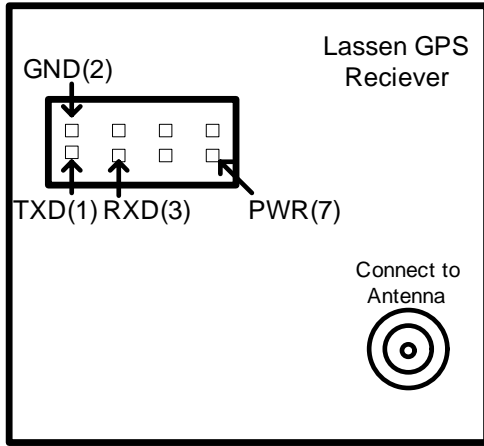 Lassen GPS
Reciever
GND(2)
TXD(1) RXD(3) PWR(7)
Connect to
Antenna